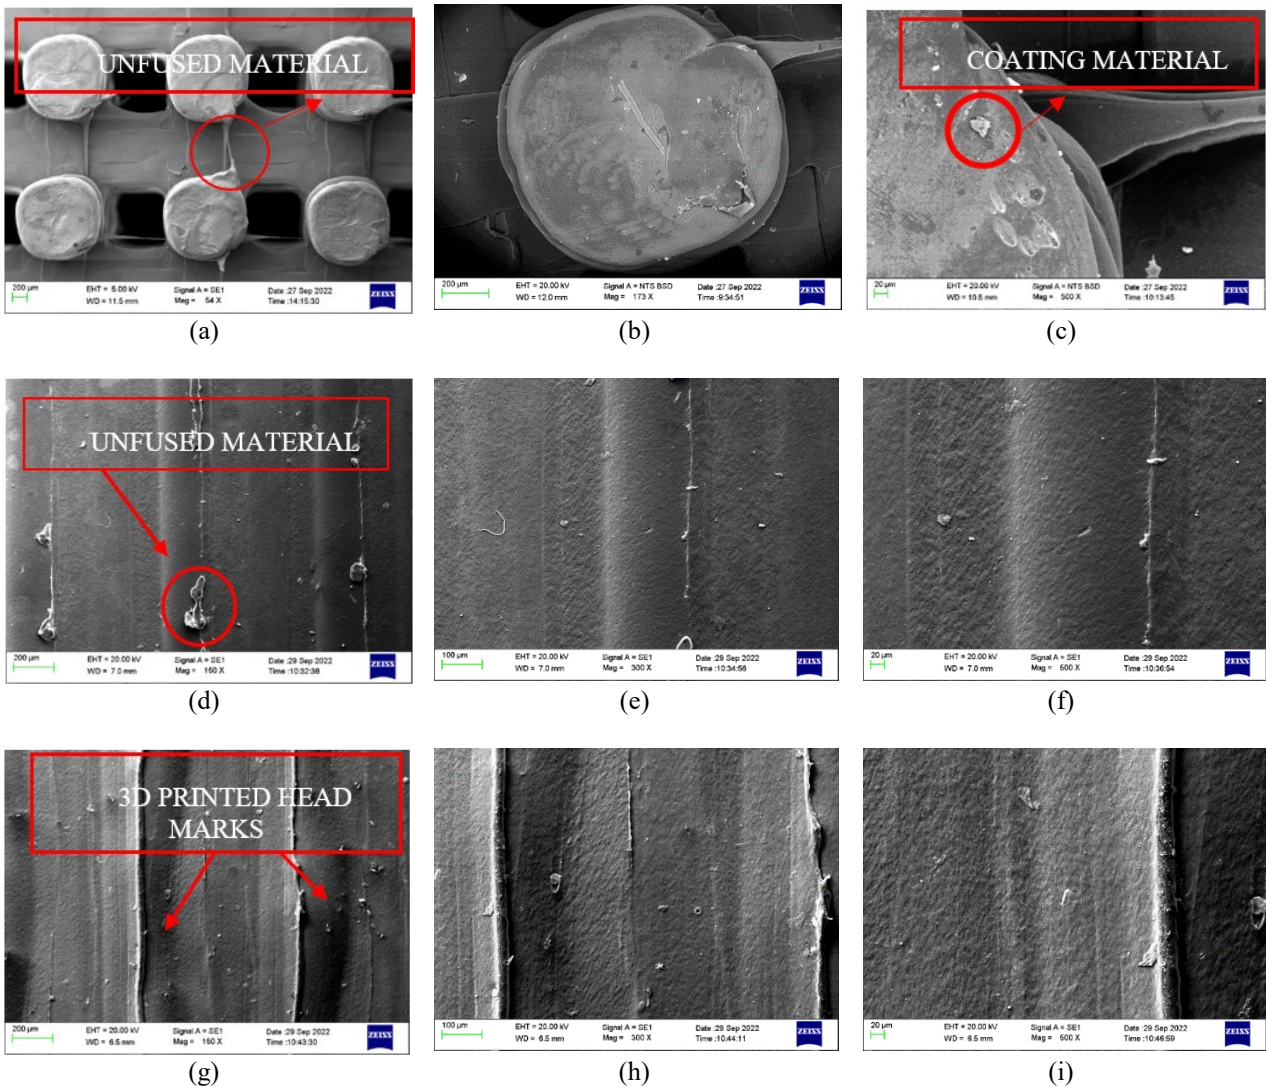 UNFUSED MATERIAL
200 µm
EHT = 5.00 kV
WD = 11.5 mm
Signal A = SE1
Mag = 54 X
Date :27 Sep 2022
Time :14:15:30
ZEISS
(a)
200 µm
EHT = 20.00 kV
WD = 12.0 mm
Signal A = NTS BSD
Mag = 173 X
Date :27 Sep 2022
Time :9:34:51
ZEISS
(b)
COATING MATERIAL
20 µm
EHT = 20.00 kV
WD = 10.5 mm
Signal A = NTS BSD
Mag = 500 X
Date :27 Sep 2022
Time :10:13:45
ZEISS
(c)
UNFUSED MATERIAL
200 µm
EHT = 20.00 kV
WD = 7.0 mm
Signal A = SE1
Mag = 150 X
Date :29 Sep 2022
Time :10:32:38
ZEISS
(d)
100 µm
EHT = 20.00 kV
WD = 7.0 mm
Signal A = SE1
Mag = 300 X
Date :29 Sep 2022
Time :10:34:56
ZEISS
(e)
20 µm
EHT = 20.00 kV
WD = 7.0 mm
Signal A = SE1
Mag = 500 X
Date :29 Sep 2022
Time :10:36:54
ZEISS
(f)
3D PRINTED HEAD
MARKS
200 µm
EHT = 20.00 kV
WD = 6.5 mm
Signal A = SE1
Mag = 150 X
Date :29 Sep 2022
Time :10:43:30
ZEISS
(g)
100 µm
EHT = 20.00 kV
WD = 6.5 mm
Signal A = SE1
Mag = 300 X
Date :29 Sep 2022
Time :10:44:11
ZEISS
(h)
20 µm
EHT = 20.00 kV
WD = 6.5 mm
Signal A = SE1
Mag = 500 X
Date :29 Sep 2022
Time :10:46:59
ZEISS
(i)